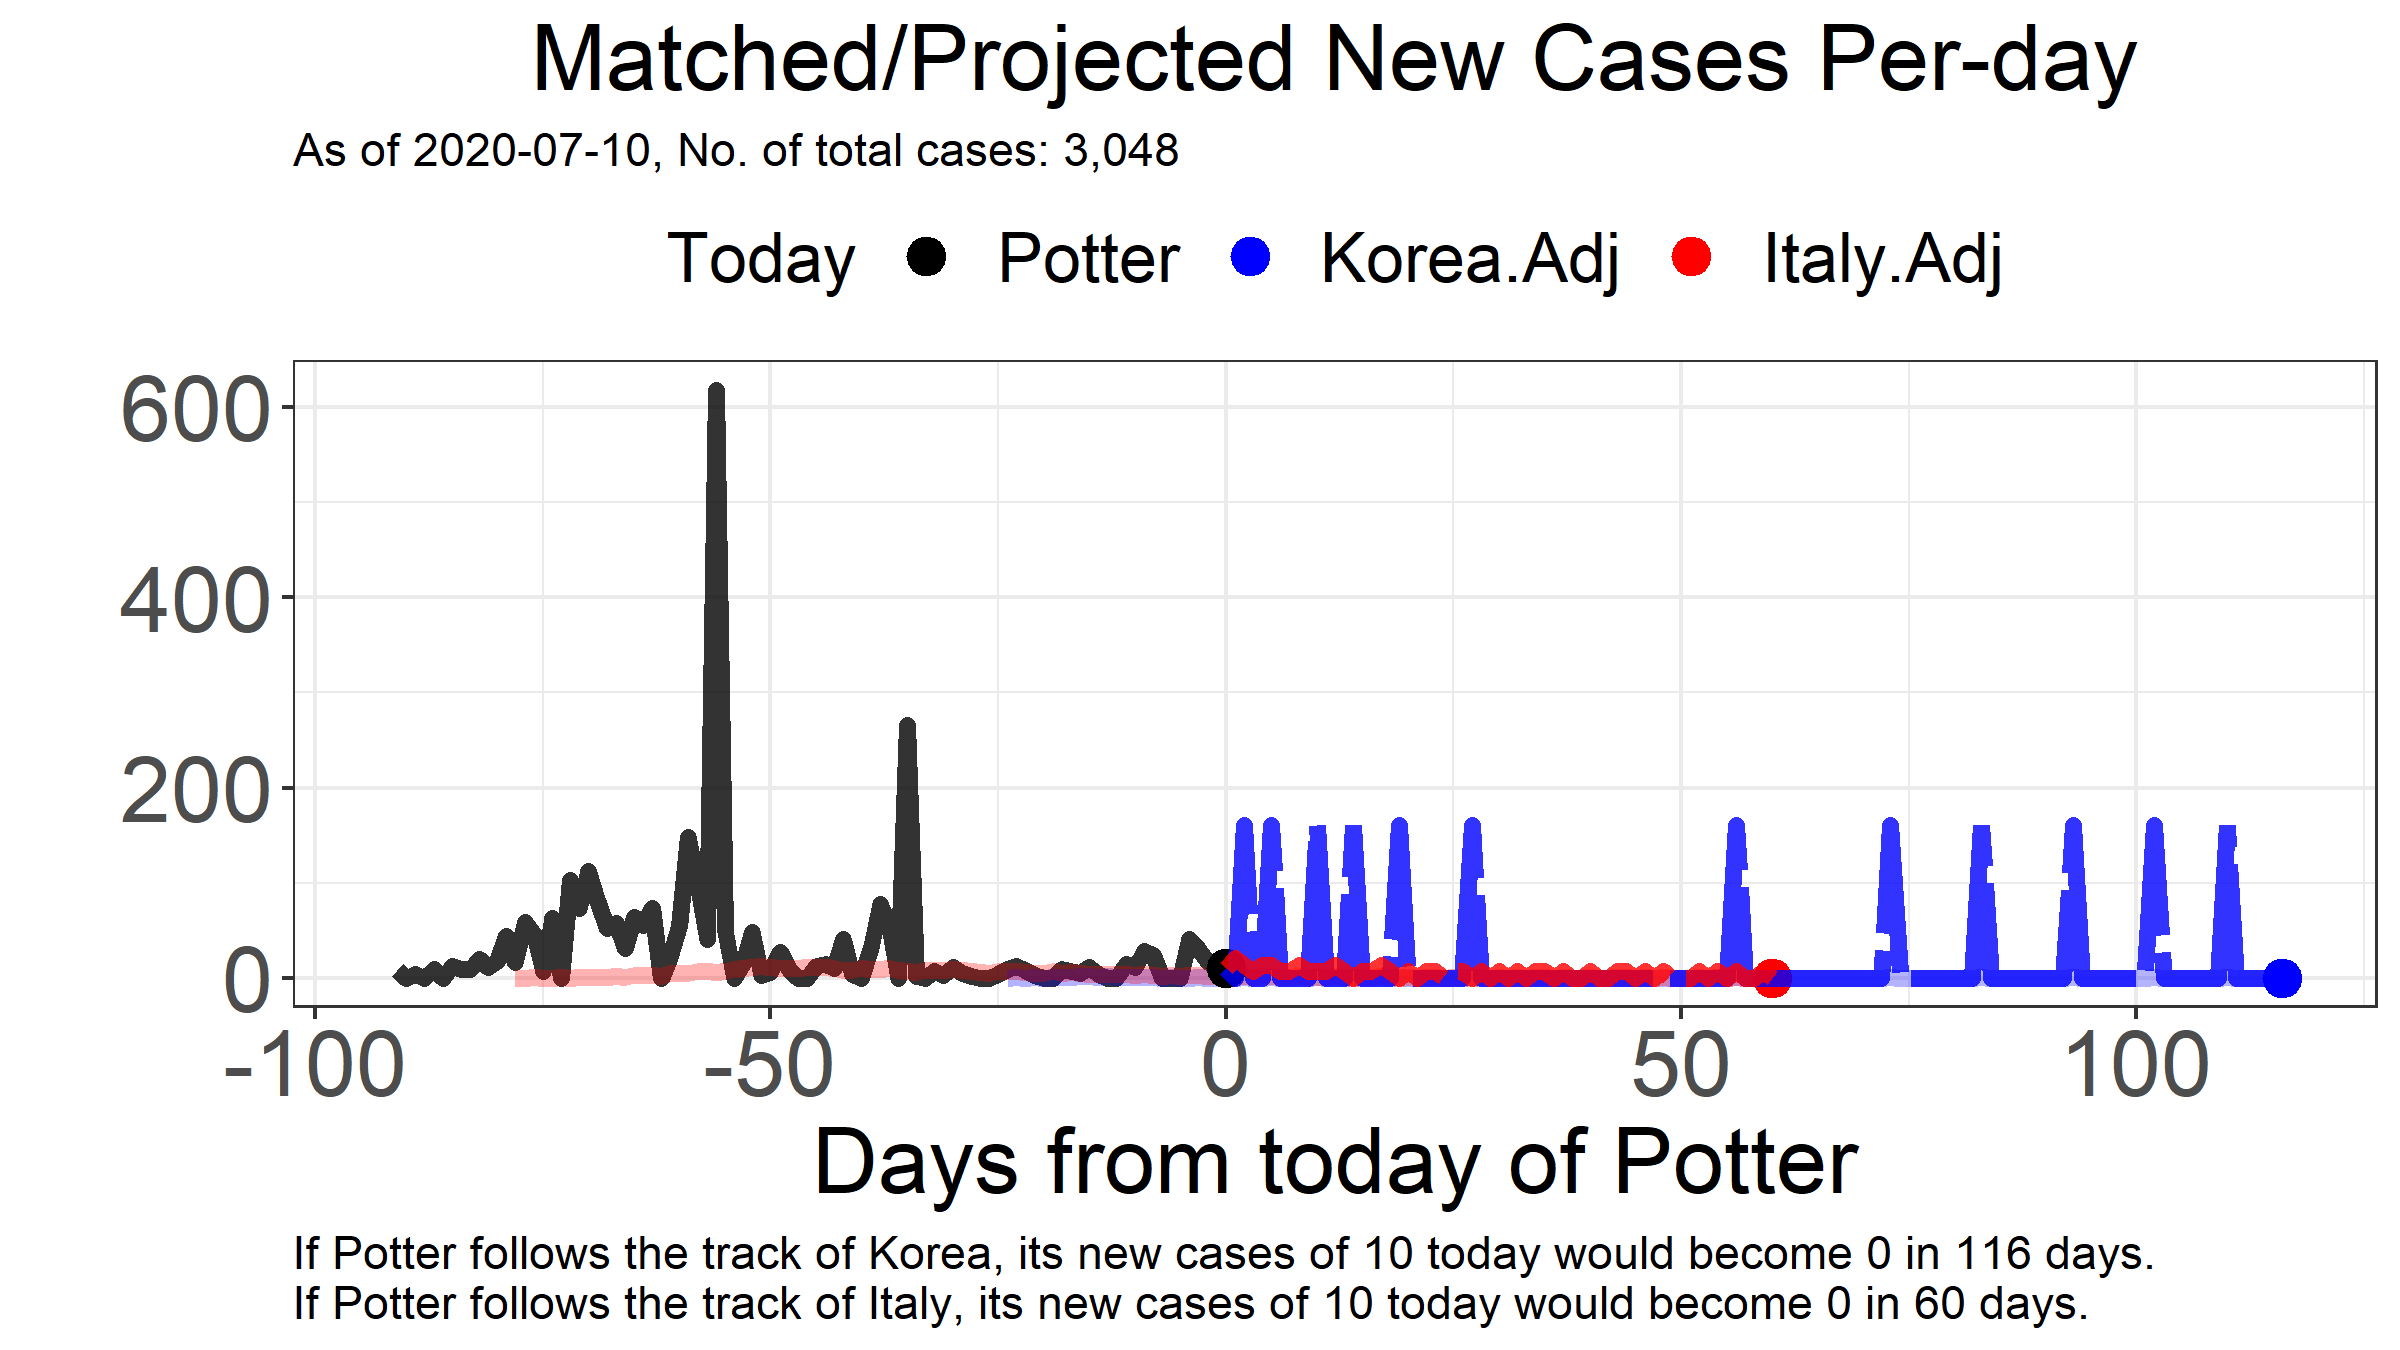 Matched/Projected New Cases Per-day
As of 2020-07-10, No. of total cases: 3,048
Today Potter Korea.Adj Italy.Adj
600
400
200
0
-100 -50 0 50 100
Days from today of Potter
If Potter follows the track of Korea, its new cases of 10 today would become 0 in 116 days.
If Potter follows the track of Italy, its new cases of 10 today would become 0 in 60 days.